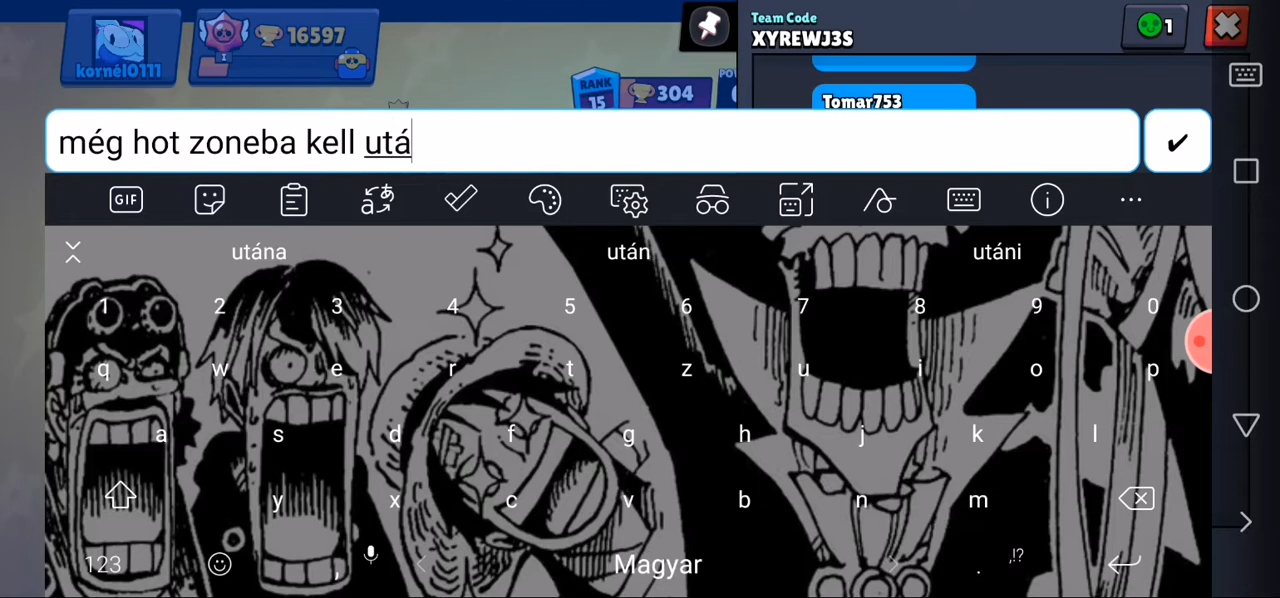 kornél0111
16597
RANK
15
304
Team Code
XYREWJ3S
1
Tomar753
még hot zoneba kell utá
GIF
utána
után
utáni
1 2 3 4 5 6 7 8 9 0
q w e r t z u i o p
a s d f g h j k l
y x c v b n m
123 , Magyar . ,!?